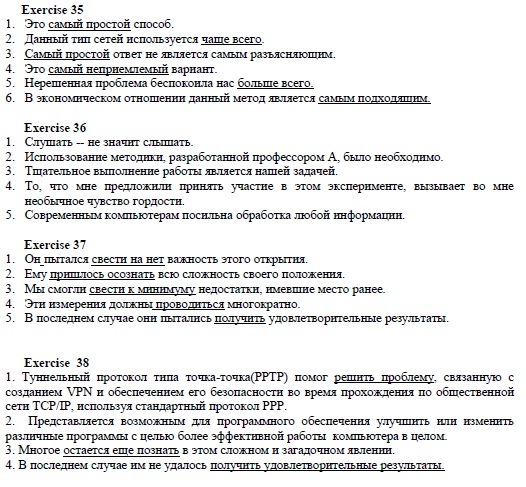 Exercise 35
1. Это самый простой способ.
2. Данный тип сетей используется чаще всего.
3. Самый простой ответ не является самым разъясняющим.
4. Это самый неприемлемый вариант.
5. Нерешенная проблема беспокоила нас больше всего.
6. В экономическом отношении данный метод является самым подходящим.
Exercise 36
1. Слушать -- не значит слышать.
2. Использование методики, разработанной профессором А, было необходимо.
3. Тщательное выполнение работы является нашей задачей.
4. То, что мне предложили принять участие в этом эксперименте, вызывает во мне
необычное чувство гордости.
5. Современным компьютерам посильна обработка любой информации.
Exercise 37
1. Он пытался свести на нет важность этого открытия.
2. Ему пришлось осознать всю сложность своего положения.
3. Мы смогли свести к минимуму недостатки, имевшие место ранее.
4. Эти измерения должны проводиться многократно.
5. В последнем случае они пытались получить удовлетворительные результаты.
Exercise 38
1. Туннельный протокол типа точка-точка(PPTP) помог решить проблему, связанную с
созданием VPN и обеспечением его безопасности во время прохождения по общественной
сети TCP/IP, используя стандартный протокол PPP.
2. Представляется возможным для программного обеспечения улучшить или изменить
различные программы с целью более эффективной работы компьютера в целом.
3. Многое остается еще познать в этом сложном и загадочном явлении.
4. В последнем случае им не удалось получить удовлетворительные результаты.